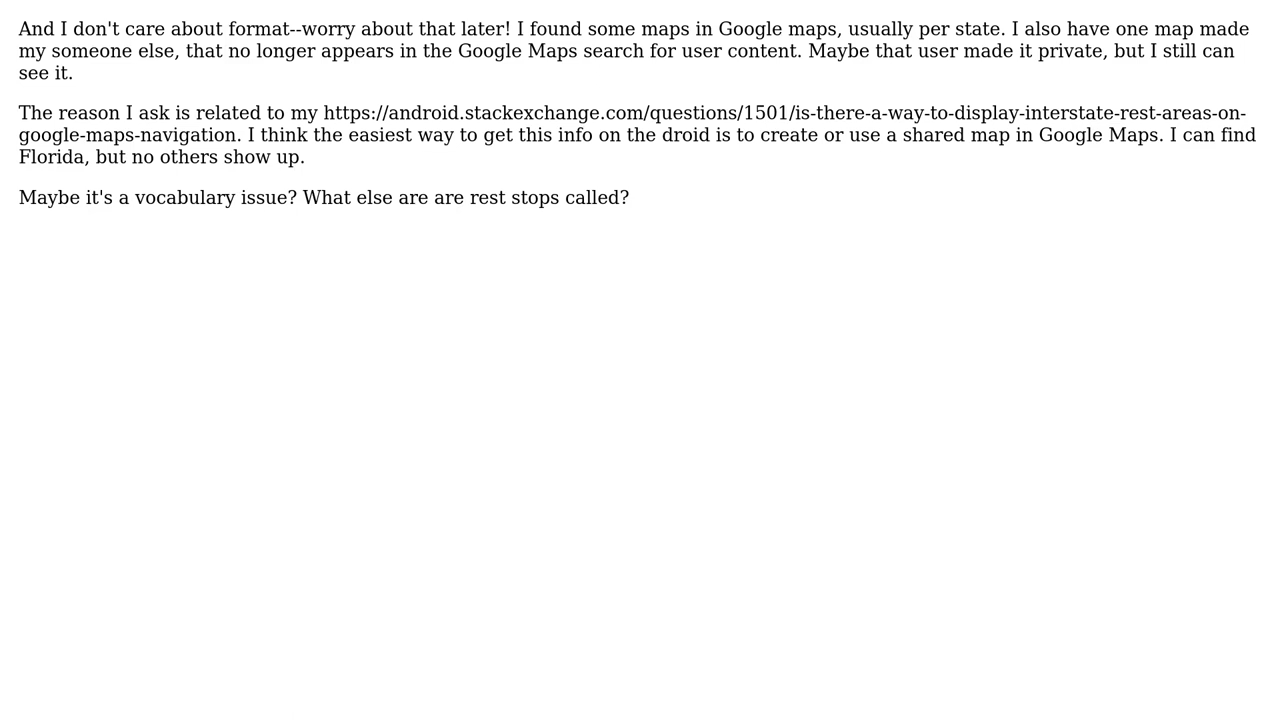 And I don't care about format--worry about that later! I found some maps in Google maps, usually per state. I also have one map made
my someone else, that no longer appears in the Google Maps search for user content. Maybe that user made it private, but I still can
see it.
The reason I ask is related to my https://android.stackexchange.com/questions/1501/is-there-a-way-to-display-interstate-rest-areas-on-
google-maps-navigation. I think the easiest way to get this info on the droid is to create or use a shared map in Google Maps. I can find
Florida, but no others show up.
Maybe it's a vocabulary issue? What else are are rest stops called?